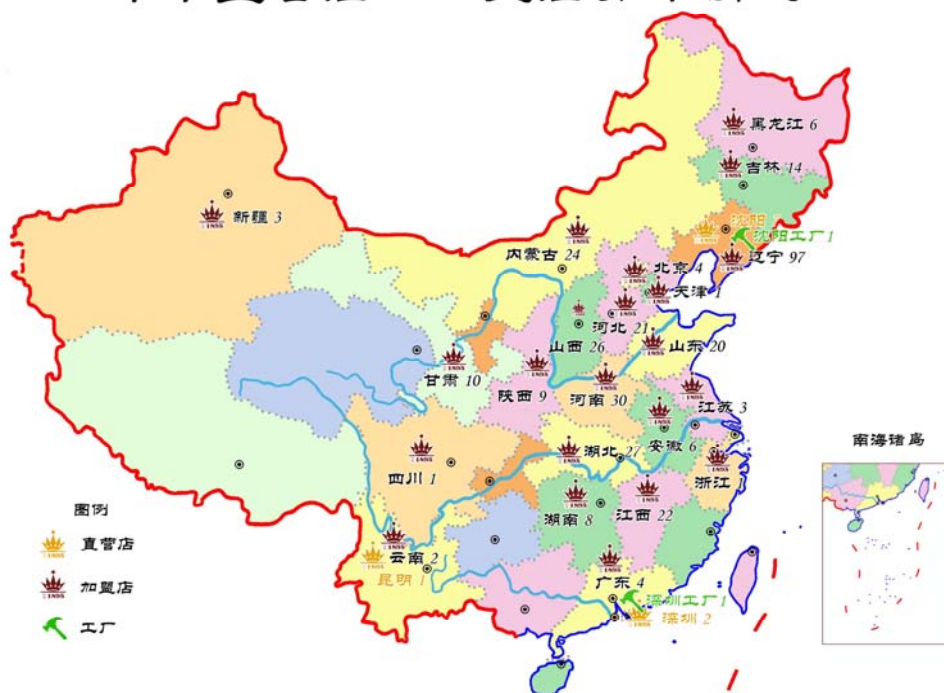 黑龙江 6
吉林 14
新疆 3
沈阳
沈阳工厂 1
辽宁 97
内蒙古 24
北京 4
天津 1
河北 21
山西 26
山东 20
甘肃 10
陕西 9
河南 30
江苏 3
安徽 6
湖北 27
四川 1
浙江 1
湖南 8
江西 22
云南 2
昆明 1
广东 4
深圳工厂 1
深圳 2
南海诸岛
图例
直营店
加盟店
工厂